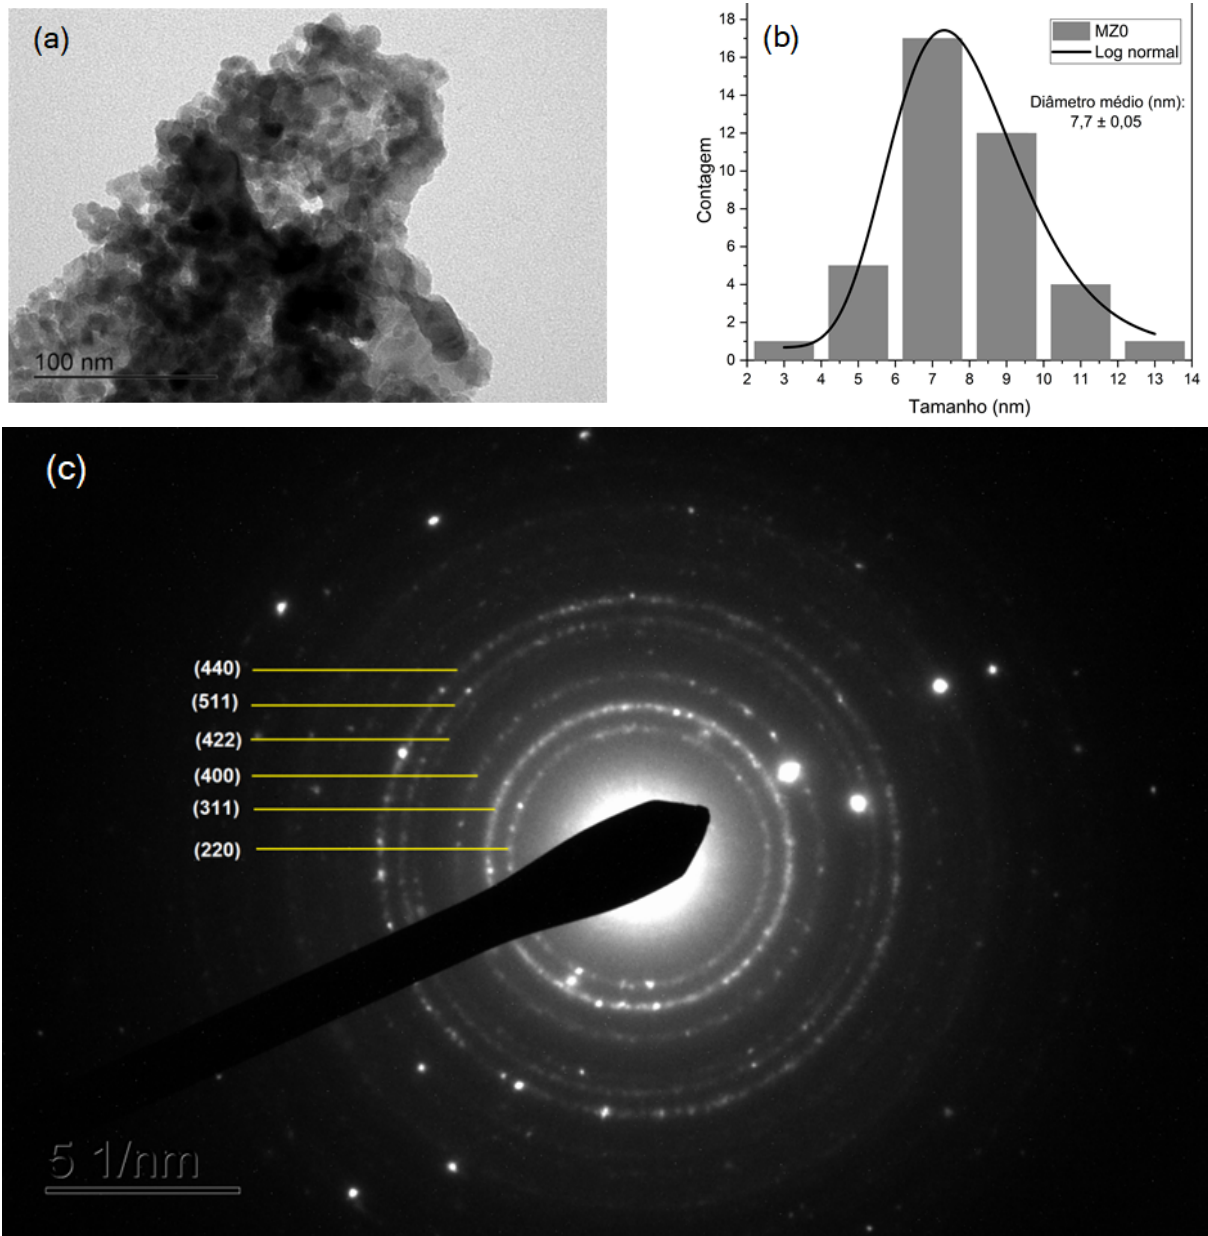 (a)
100 nm
(b)
MZ0
Log normal
Diâmetro médio (nm):
7,7 ± 0,05
Contagem
18
16
14
12
10
8
6
4
2
0
2 3 4 5 6 7 8 9 10 11 12 13 14
Tamanho (nm)
(c)
(440)
(511)
(422)
(400)
(311)
(220)
5 1/nm